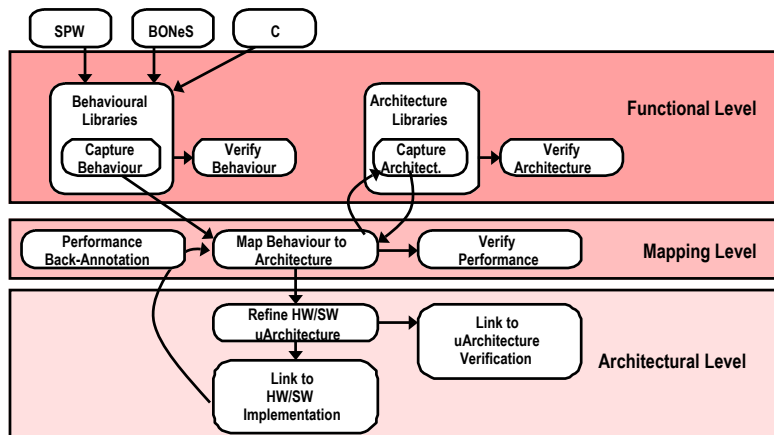 SPW
BONeS
C
Behavioural
Libraries
Capture
Behaviour
Verify
Behaviour
Architecture
Libraries
Capture
Architect.
Verify
Architecture
Functional Level
Performance
Back-Annotation
Map Behaviour to
Architecture
Verify
Performance
Mapping Level
Refine HW/SW
uArchitecture
Link to
uArchitecture
Verification
Link to
HW/SW
Implementation
Architectural Level